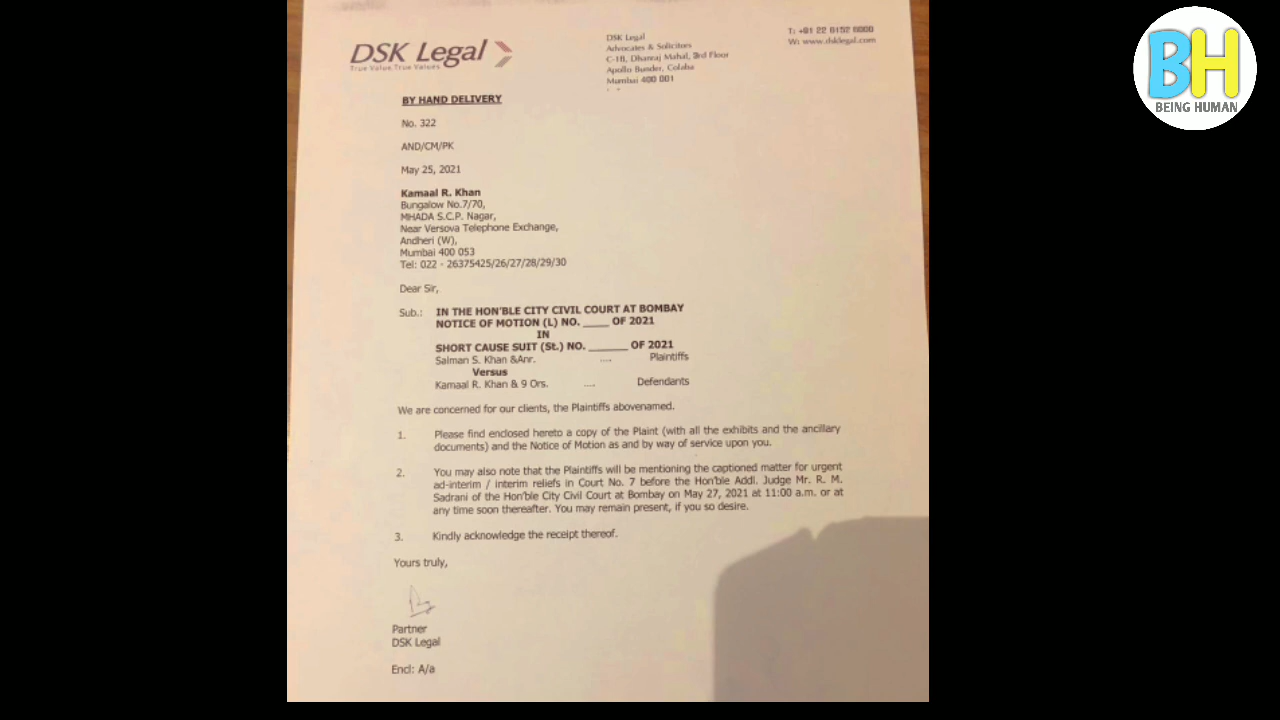 DSK Legal
True Value. True Values
DSK Legal
Advocates & Solicitors
C-101, Dhanraj Mahal, 3rd Floor
Apollo Bunder, Colaba
Mumbai 400 001
T: +91 22 6152 6000
W: www.dsklegal.com
BH
BEING HUMAN
BY HAND DELIVERY
No. 322
AND/CM/PK
May 25, 2021
Kamaal R. Khan
Bungalow No.7/70,
MHADA S.C.P. Nagar,
Near Versova Telephone Exchange,
Andheri (W),
Mumbai 400 053
Tel: 022 - 26375425/26/27/28/29/30
Dear Sir,
Sub.: IN THE HON'BLE CITY CIVIL COURT AT BOMBAY
NOTICE OF MOTION (L) NO. ____ OF 2021
IN
SHORT CAUSE SUIT (St.) NO. ______ OF 2021
Salman S. Khan &Anr. .... Plaintiffs
Versus
Kamaal R. Khan & 9 Ors. .... Defendants
We are concerned for our clients, the Plaintiffs abovenamed.
1. Please find enclosed hereto a copy of the Plaint (with all the exhibits and the ancillary
documents) and the Notice of Motion as and by way of service upon you.
2. You may also note that the Plaintiffs will be mentioning the captioned matter for urgent
ad-interim / interim reliefs in Court No. 7 before the Hon'ble Addl. Judge Mr. R. M.
Sadrani of the Hon'ble City Civil Court at Bombay on May 27, 2021 at 11:00 a.m. or at
any time soon thereafter. You may remain present, if you so desire.
3. Kindly acknowledge the receipt thereof.
Yours truly,
Partner
DSK Legal
Encl: A/a